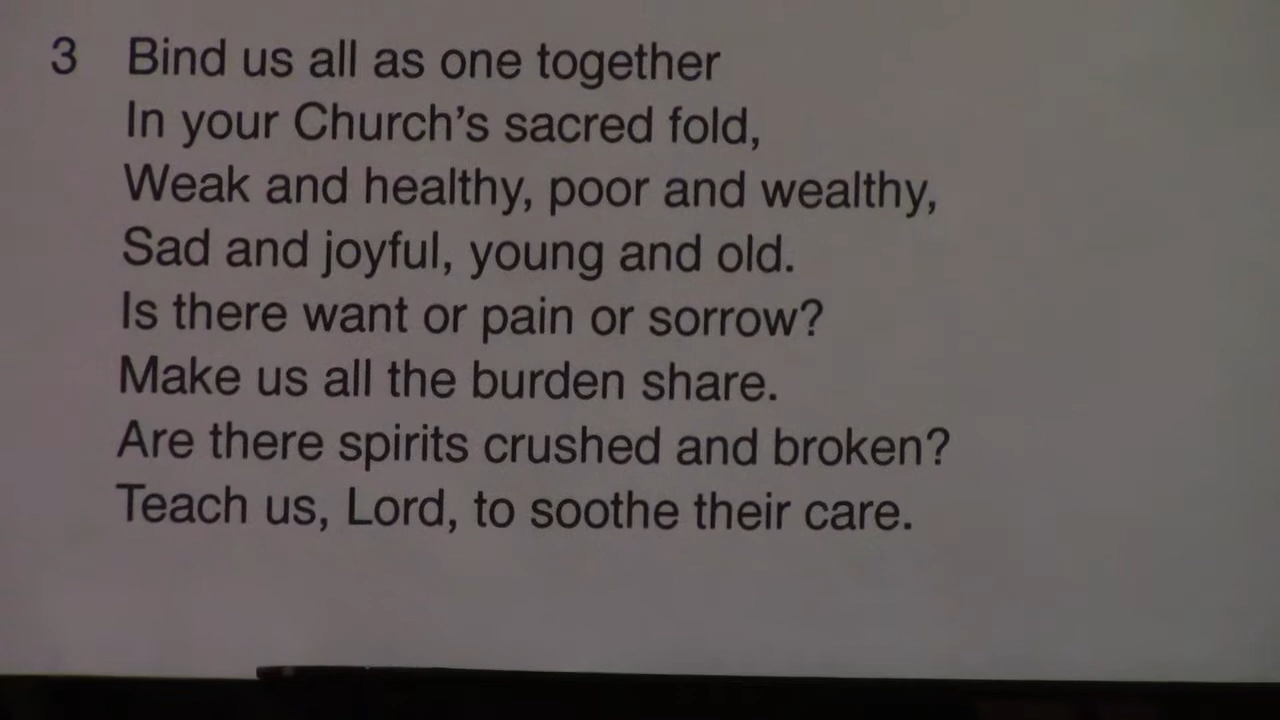 3 Bind us all as one together
In your Church's sacred fold,
Weak and healthy, poor and wealthy,
Sad and joyful, young and old.
Is there want or pain or sorrow?
Make us all the burden share.
Are there spirits crushed and broken?
Teach us, Lord, to soothe their care.